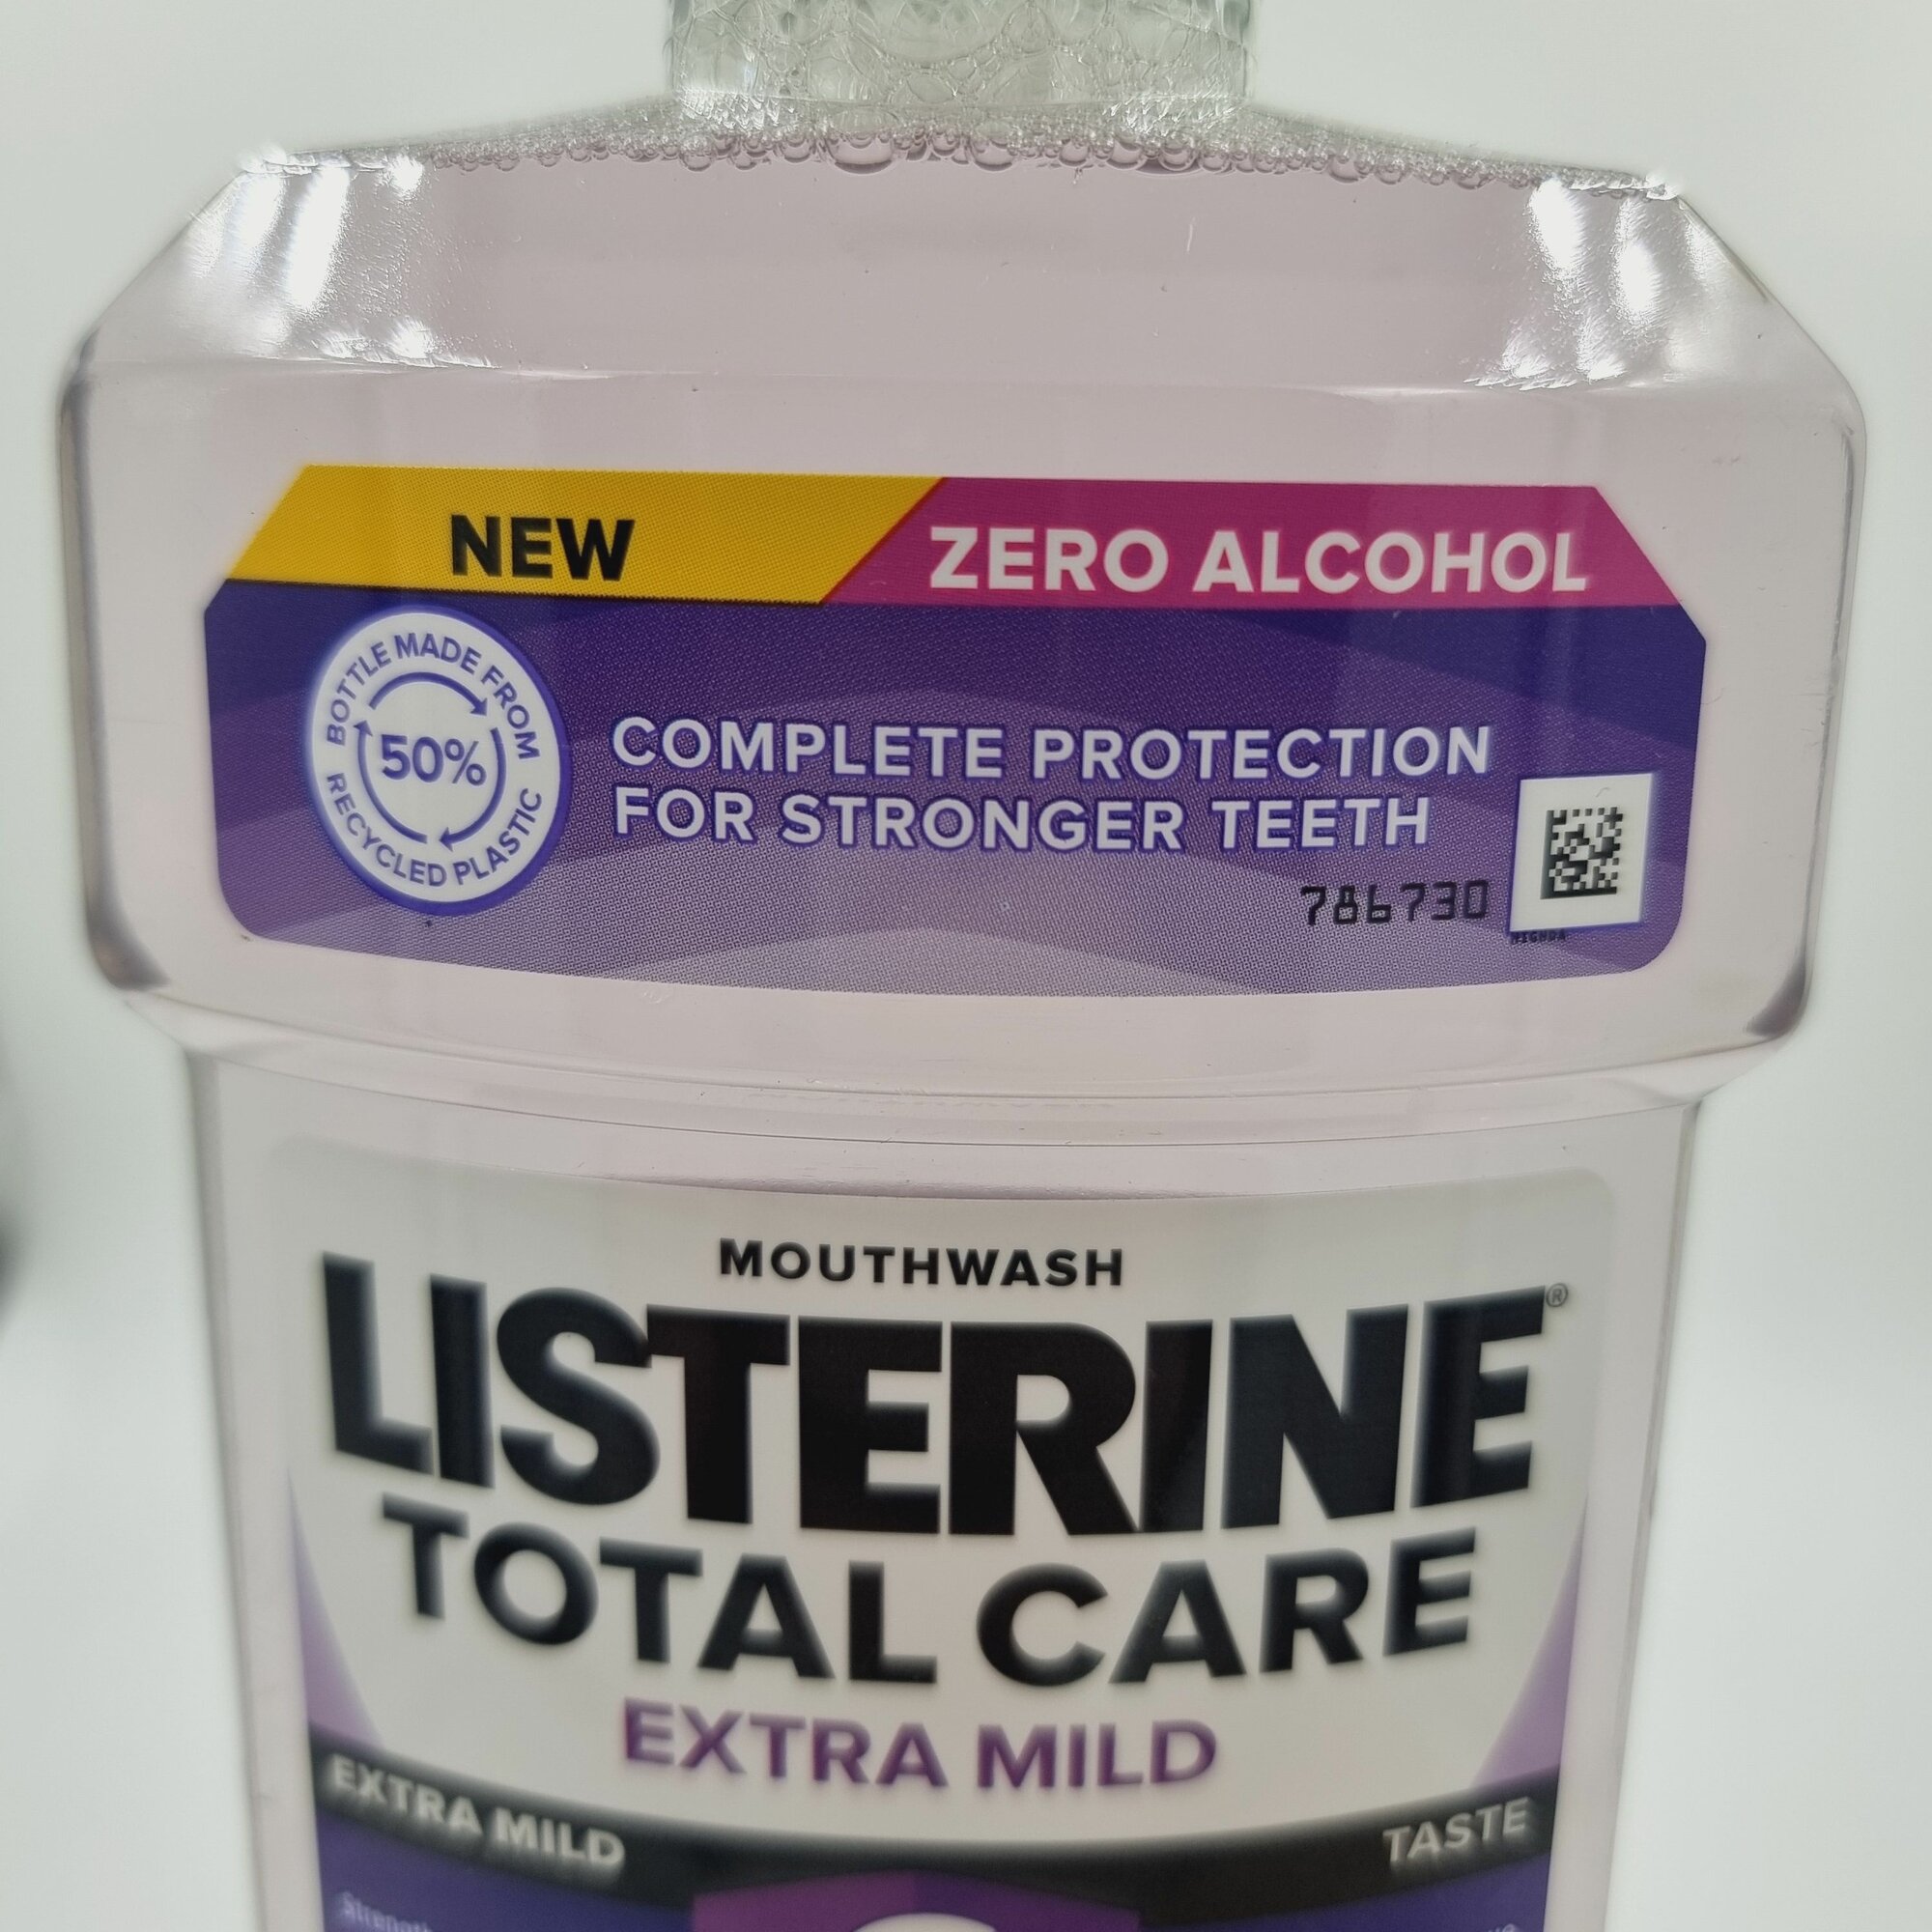 NEW
ZERO ALCOHOL
BOTTLE MADE FROM
50%
RECYCLED PLASTIC
COMPLETE PROTECTION
FOR STRONGER TEETH
786730
MOUTHWASH
LISTERINE®
TOTAL CARE
EXTRA MILD
EXTRA MILD
TASTE